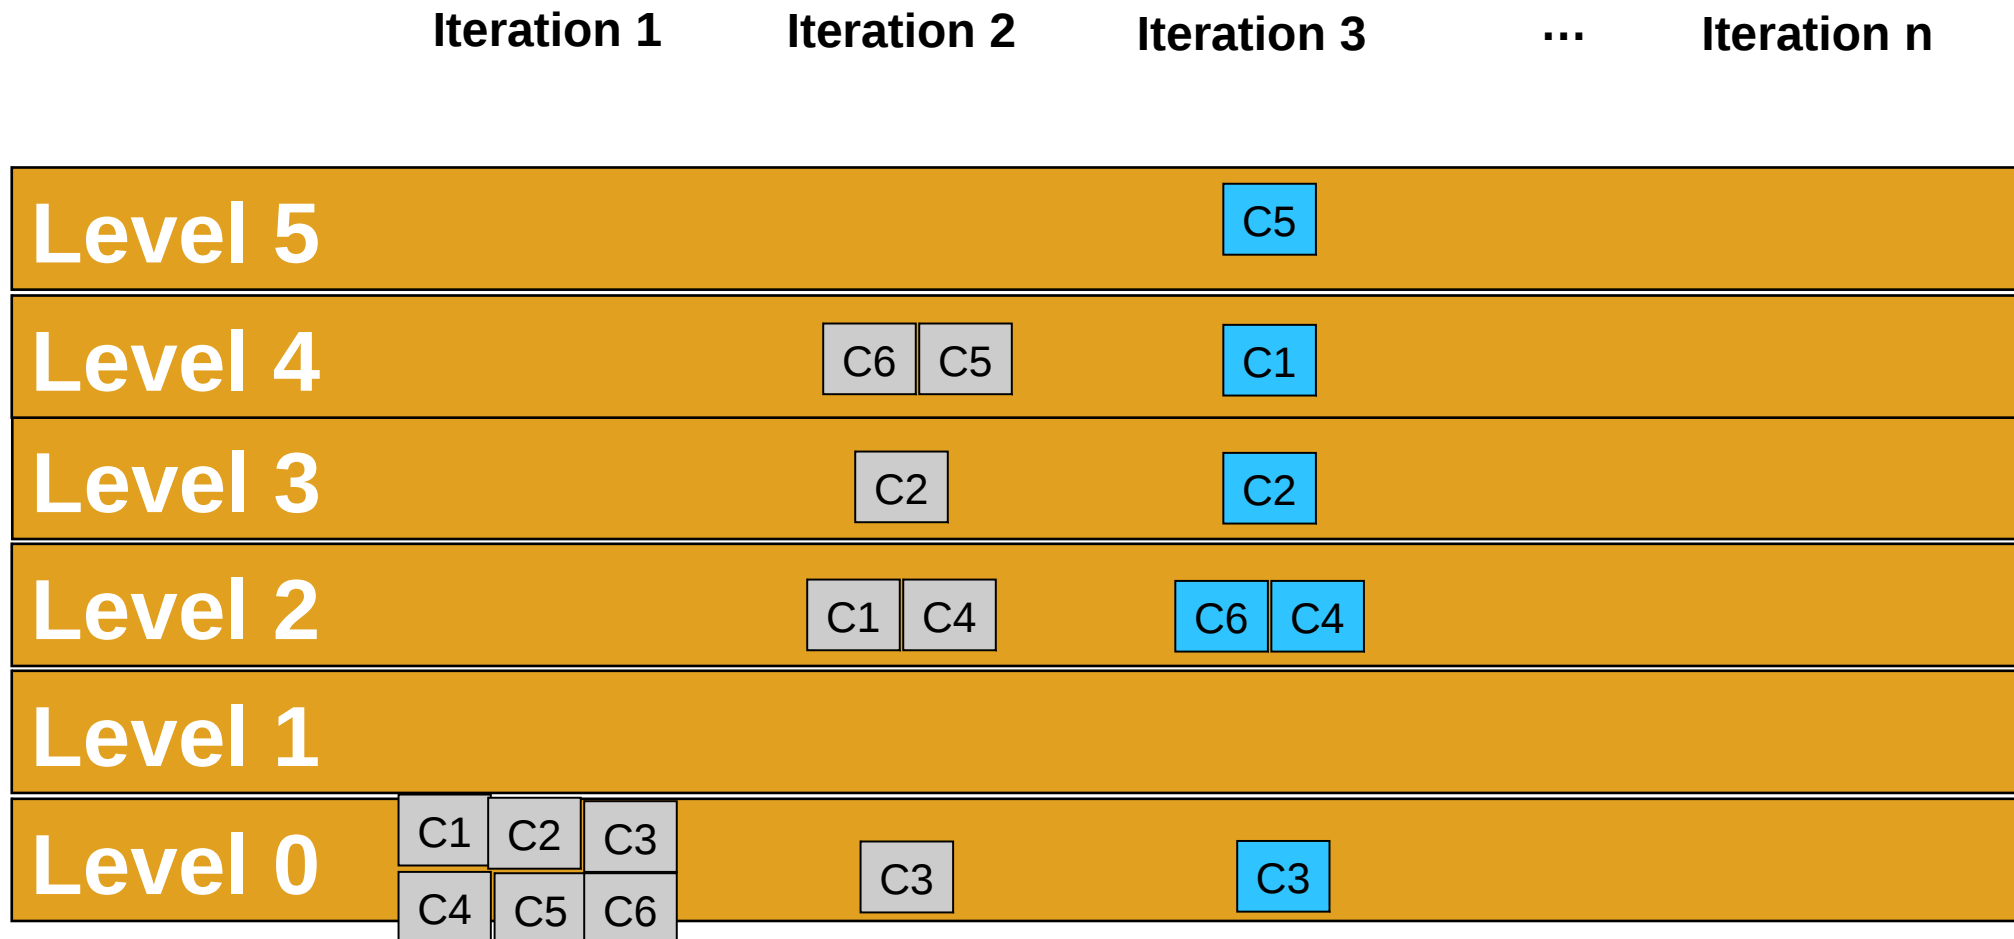 Iteration 1 Iteration 2 Iteration 3 ... Iteration n
Level 5 C5
Level 4 C6 C5 C1
Level 3 C2 C2
Level 2 C1 C4 C6 C4
Level 1
Level 0 C1 C2 C3 C3 C3
C4 C5 C6